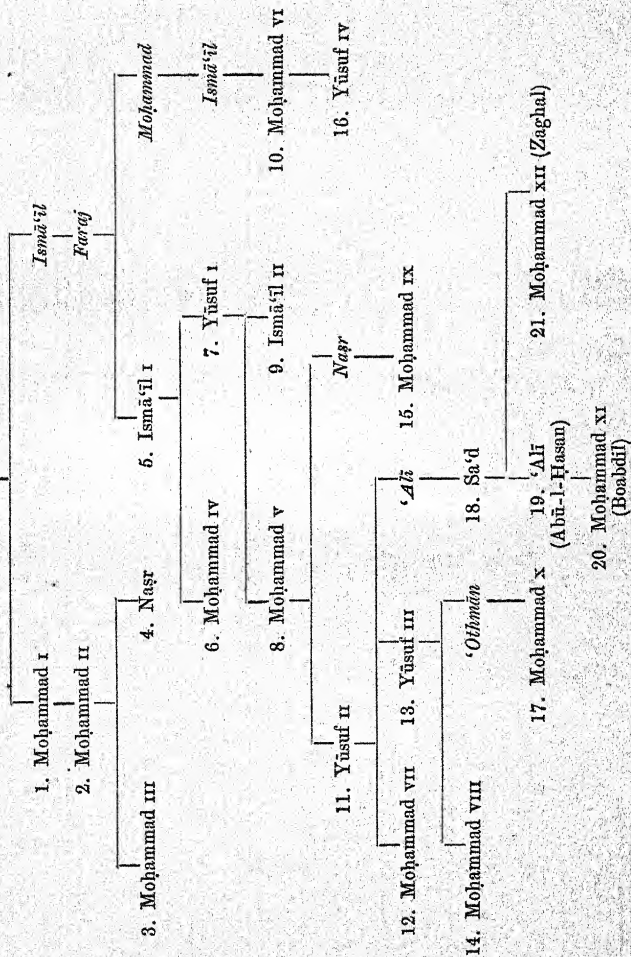 Ismā‘īl
1. Moḥammad I
Faraj
2. Moḥammad II
Moḥammad
3. Moḥammad III
4. Naṣr
5. Ismā‘īl I
Ismā‘īl
6. Moḥammad IV
7. Yūsuf I
10. Moḥammad VI
8. Moḥammad V
9. Ismā‘īl II
16. Yūsuf IV
11. Yūsuf II
Naṣr
12. Moḥammad VII
13. Yūsuf III
‘Alī
15. Moḥammad IX
14. Moḥammad VIII
‘Othmān
18. Sa‘d
17. Moḥammad X
19. ‘Alī
(Abū-l-Ḥasan)
21. Moḥammad XII (Zaghal)
20. Moḥammad XI
(Boabdil)